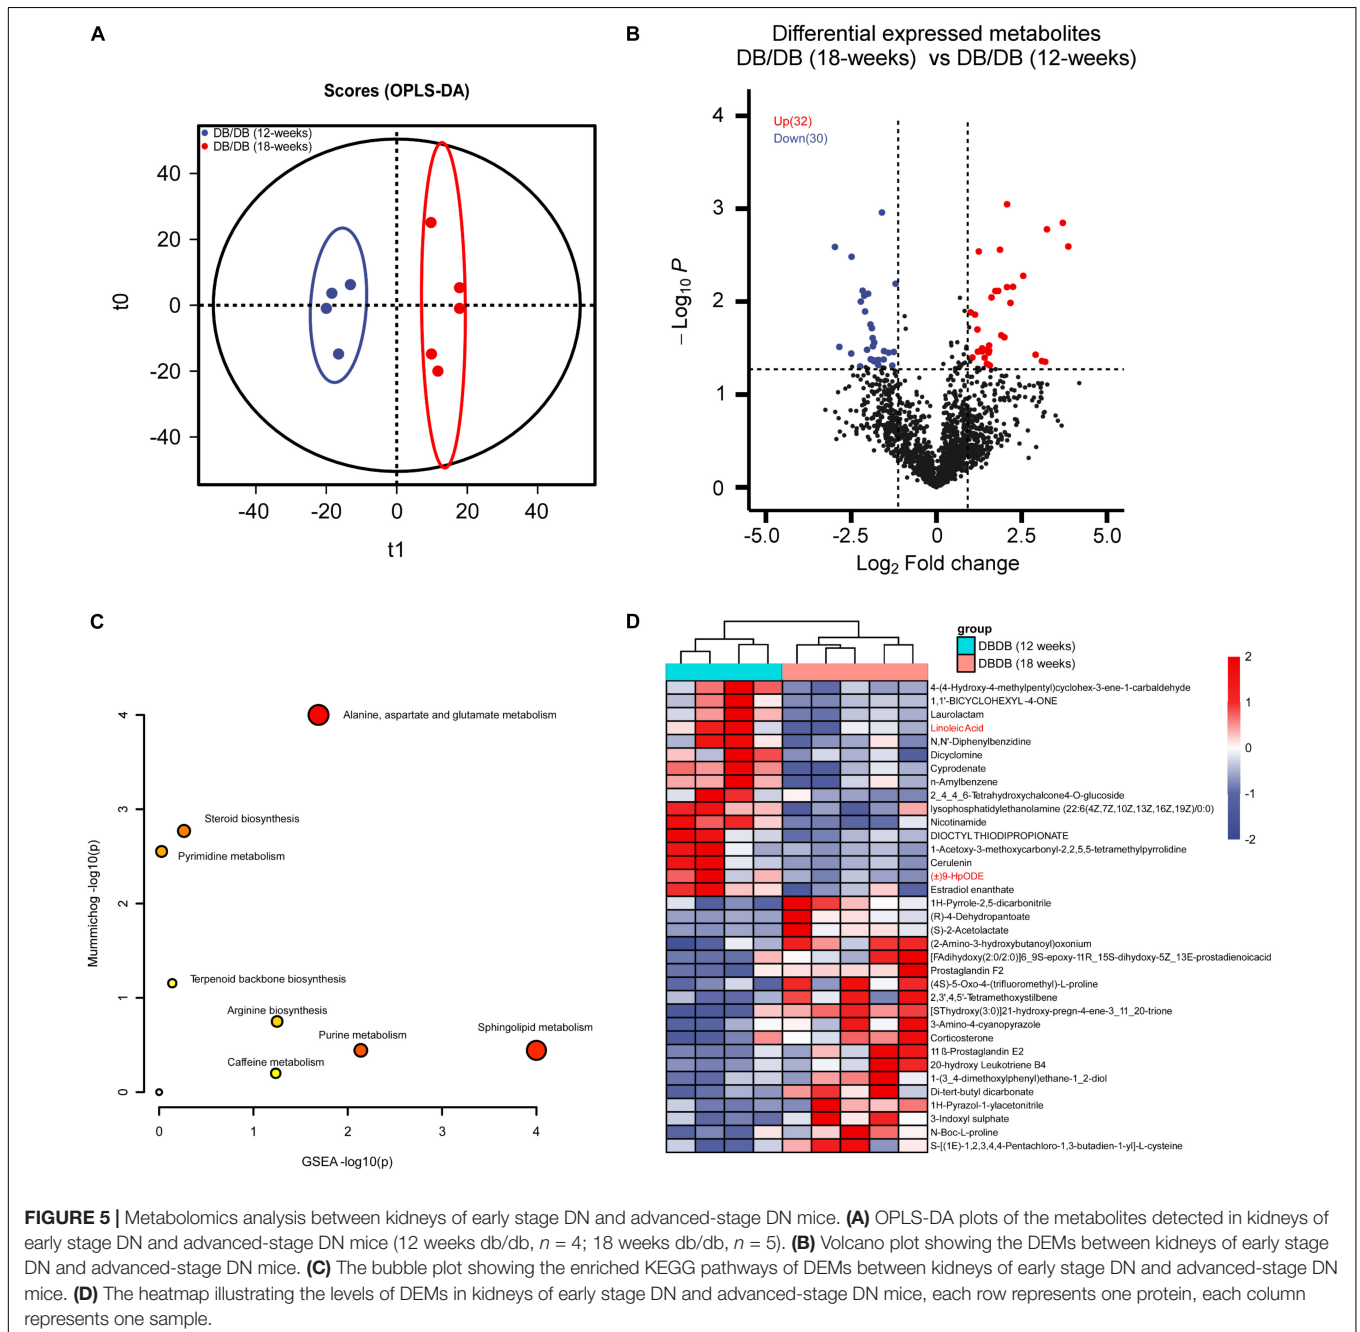 A
Scores (OPLS-DA)
DB/DB (12-weeks)
DB/DB (18-weeks)
40
20
0
-20
-40
t0
-40
-20
0
20
40
t1
B
Differential expressed metabolites
DB/DB (18-weeks) vs DB/DB (12-weeks)
Up(32)
Down(30)
4
3
2
1
0
− Log10 P
-5.0
-2.5
0
2.5
5.0
Log2 Fold change
C
4
3
2
1
0
Mummichog -log10(p)
Alanine, aspartate and glutamate metabolism
Steroid biosynthesis
Pyrimidine metabolism
Terpenoid backbone biosynthesis
Arginine biosynthesis
Purine metabolism
Sphingolipid metabolism
Caffeine metabolism
0
1
2
3
4
GSEA -log10(p)
D
group
DBDB (12 weeks)
DBDB (18 weeks)
2
1
0
-1
-2
4-(4-Hydroxy-4-methylpentyl)cyclohex-3-ene-1-carbaldehyde
1,1'-BICYCLOHEXYL -4-ONE
Laurolactam
Linoleic Acid
N,N'-Diphenylbenzidine
Dicyclomine
Cyprodenate
n-Amylbenzene
2_4_4_6-Tetrahydroxychalcone4-O-glucoside
lysophosphatidylethanolamine (22:6(4Z,7Z,10Z,13Z,16Z,19Z)/0:0)
Nicotinamide
DIOCTYL THIODIPROPIONATE
1-Acetoxy-3-methoxycarbonyl-2,2,5,5-tetramethylpyrrolidine
Cerulenin
(±)9-HpODE
Estradiol enanthate
1H-Pyrrole-2,5-dicarbonitrile
(R)-4-Dehydropantoate
(S)-2-Acetolactate
(2-Amino-3-hydroxybutanoyl)oxonium
[FAdihydoxy(2:0/2:0)]6_9S-epoxy-11R_15S-dihydoxy-5Z_13E-prostadienoicacid
Prostaglandin F2
(4S)-5-Oxo-4-(trifluoromethyl)-L-proline
2,3',4,5'-Tetramethoxystilbene
[SThydroxy(3:0)]21-hydroxy-pregn-4-ene-3_11_20-trione
3-Amino-4-cyanopyrazole
Corticosterone
11ß-Prostaglandin E2
20-hydroxy Leukotriene B4
1-(3_4-dimethoxylphenyl)ethane-1_2-diol
Di-tert-butyl dicarbonate
1H-Pyrazol-1-ylacetonitrile
3-Indoxyl sulphate
N-Boc-L-proline
S-[(1E)-1,2,3,4,4-Pentachloro-1,3-butadien-1-yl]-L-cysteine
FIGURE 5 | Metabolomics analysis between kidneys of early stage DN and advanced-stage DN mice. (A) OPLS-DA plots of the metabolites detected in kidneys of
early stage DN and advanced-stage DN mice (12 weeks db/db, n = 4; 18 weeks db/db, n = 5). (B) Volcano plot showing the DEMs between kidneys of early stage
DN and advanced-stage DN mice. (C) The bubble plot showing the enriched KEGG pathways of DEMs between kidneys of early stage DN and advanced-stage DN
mice. (D) The heatmap illustrating the levels of DEMs in kidneys of early stage DN and advanced-stage DN mice, each row represents one protein, each column
represents one sample.